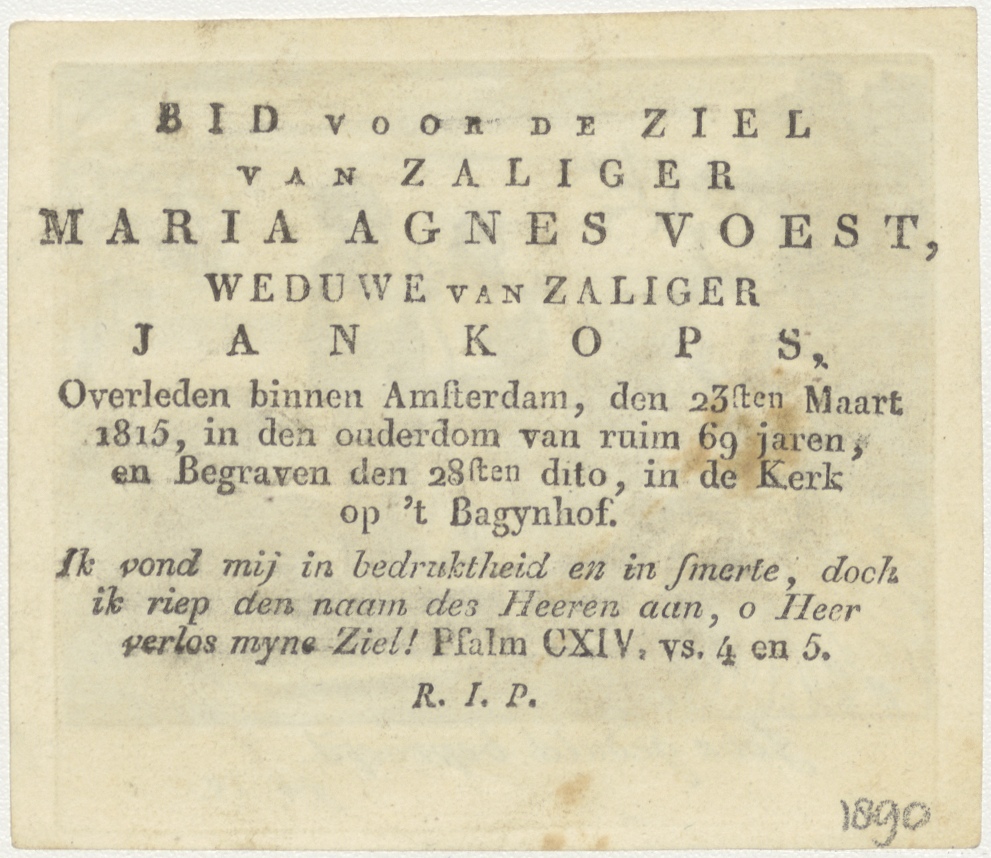 BID VOOR DE ZIEL
VAN ZALIGER
MARIA AGNES VOEST,
WEDUWE VAN ZALIGER
JAN KOPS,
Overleden binnen Amſterdam, den 23ſten Maart
1815, in den ouderdom van ruim 69 jaren,
en Begraven den 28ſten dito, in de Kerk
op 't Bagynhof.
Ik vond mij in bedruktheid en in ſmerte, doch
ik riep den naam des Heeren aan, o Heer
verlos myne Ziel! Pſalm CXIV. vs. 4 en 5.
R. I. P.
1890